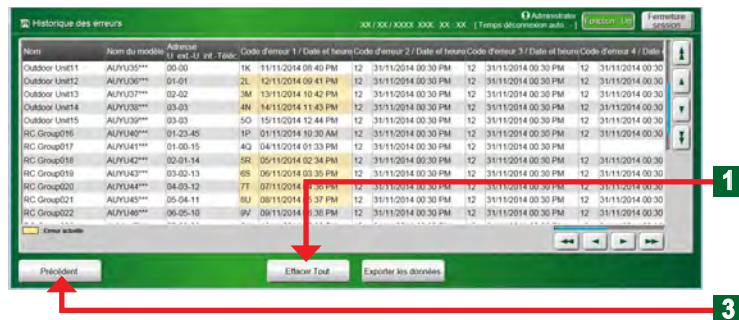 Historique des erreurs XX / XX / XXXX XXX XX : XX [Temps déconnexion auto. : - ] Administrator Fonction : Lié Fermeture session
Nom Nom du modèle Adresse U. ext.-U. int.-Téléc. Code d'erreur 1 / Date et heure Code d'erreur 2 / Date et heure Code d'erreur 3 / Date et heure Code d'erreur 4 / Date
Outdoor Unit11 AUYU35*** 00-00 1K 11/11/2014 08:40 PM 12 31/11/2014 00:30 PM 12 31/11/2014 00:30 PM 12 31/11/2014 00:30
Outdoor Unit12 AUYU36*** 01-01 2L 12/11/2014 09:41 PM 12 31/11/2014 00:30 PM 12 31/11/2014 00:30 PM 12 31/11/2014 00:30
Outdoor Unit13 AUYU37*** 02-02 3M 13/11/2014 10:42 PM 12 31/11/2014 00:30 PM 12 31/11/2014 00:30 PM 12 31/11/2014 00:30
Outdoor Unit14 AUYU38*** 03-03 4N 14/11/2014 11:43 PM 12 31/11/2014 00:30 PM 12 31/11/2014 00:30 PM 12 31/11/2014 00:30
Outdoor Unit15 AUYU39*** 03-03 5O 15/11/2014 12:44 PM 12 31/11/2014 00:30 PM 12 31/11/2014 00:30 PM 12 31/11/2014 00:30
RC Group016 AUYU40*** 01-23-45 1P 01/11/2014 10:30 AM 12 31/11/2014 00:30 PM 12 31/11/2014 00:30 PM 12 31/11/2014 00:30
RC Group017 AUYU41*** 01-00-15 4Q 04/11/2014 01:33 PM 12 31/11/2014 00:30 PM 12 31/11/2014 00:30 PM
RC Group018 AUYU42*** 02-01-14 5R 05/11/2014 02:34 PM 12 31/11/2014 00:30 PM 12 31/11/2014 00:30 PM 12 31/11/2014 00:30
RC Group019 AUYU43*** 03-02-13 6S 06/11/2014 03:35 PM 12 31/11/2014 00:30 PM 12 31/11/2014 00:30 PM 12 31/11/2014 00:30
RC Group020 AUYU44*** 04-03-12 7T 07/11/2014 04:36 PM 12 31/11/2014 00:30 PM 12 31/11/2014 00:30 PM 12 31/11/2014 00:30
RC Group021 AUYU45*** 05-04-11 8U 08/11/2014 05:37 PM 12 31/11/2014 00:30 PM 12 31/11/2014 00:30 PM 12 31/11/2014 00:30
RC Group022 AUYU46*** 06-05-10 9V 09/11/2014 06:38 PM 12 31/11/2014 00:30 PM 12 31/11/2014 00:30 PM 12 31/11/2014 00:30
Erreur actuelle
Précédent Effacer Tout Exporter les données
1
3